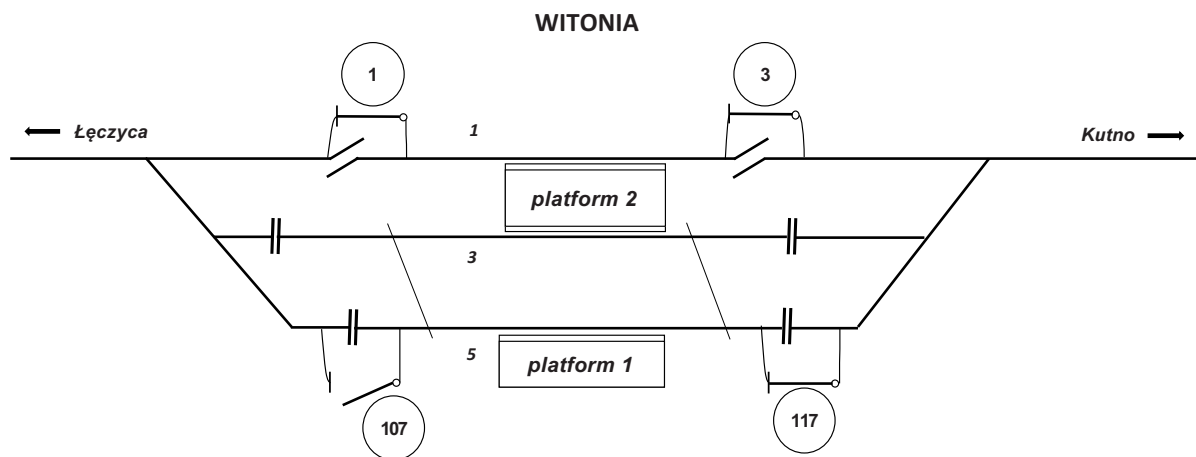 WITONIA
1
3
Łęczyca
1
Kutno
platform 2
3
5
platform 1
107
117